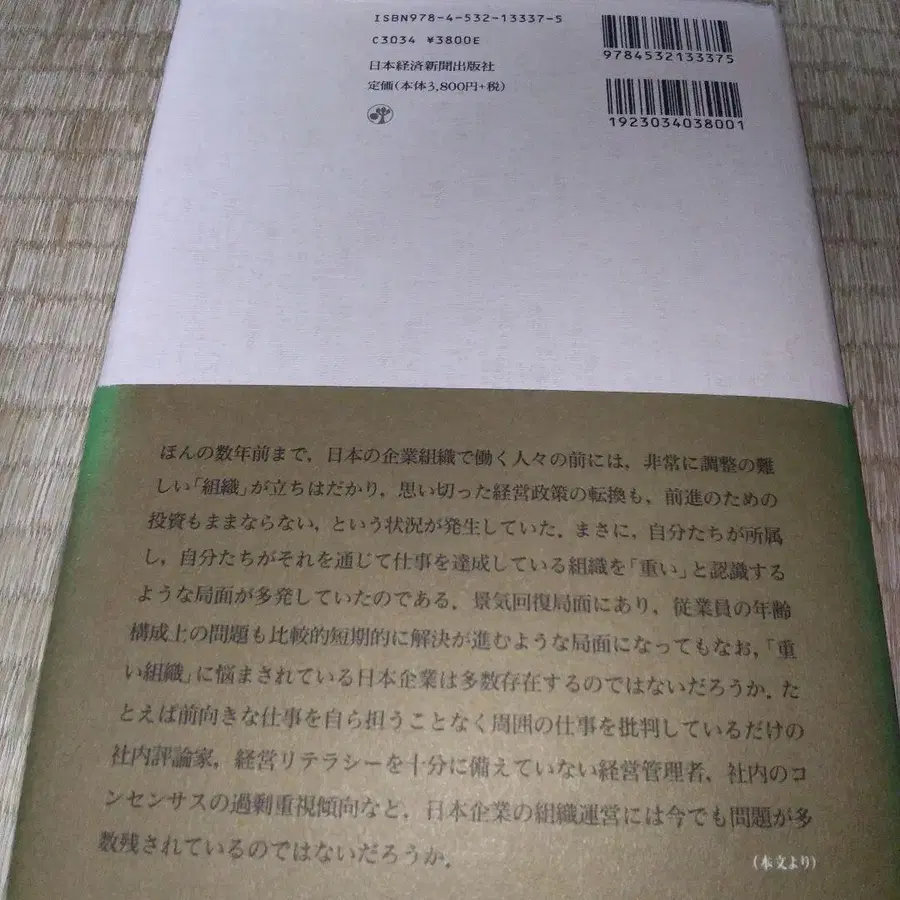 ISBN978-4-532-13337-5
C3034 ¥3800E
日本経済新聞出版社
定価(本体3,800円+税)
9784532133375
1923034038001
ほんの数年前まで，日本の企業組織で働く人々の前には，非常に調整の難
しい「組織」が立ちはだかり，思い切った経営政策の転換も，前進のための
投資もままならない，という状況が発生していた．まさに，自分たちが所属
し，自分たちがそれを通じて仕事を達成している組織を「重い」と認識する
ような局面が多発していたのである．景気回復局面にあり，従業員の年齢
構成上の問題も比較的短期的に解決が進むような局面になってもなお，「重
い組織」に悩まされている日本企業は多数存在するのではないだろうか．た
とえば前向きな仕事を自ら担うことなく周囲の仕事を批判しているだけの
社内評論家，経営リテラシーを十分に備えていない経営管理者，社内のコ
ンセンサスの過剰重視傾向など，日本企業の組織運営には今でも問題が多
数残されているのではないだろうか．
（本文より）